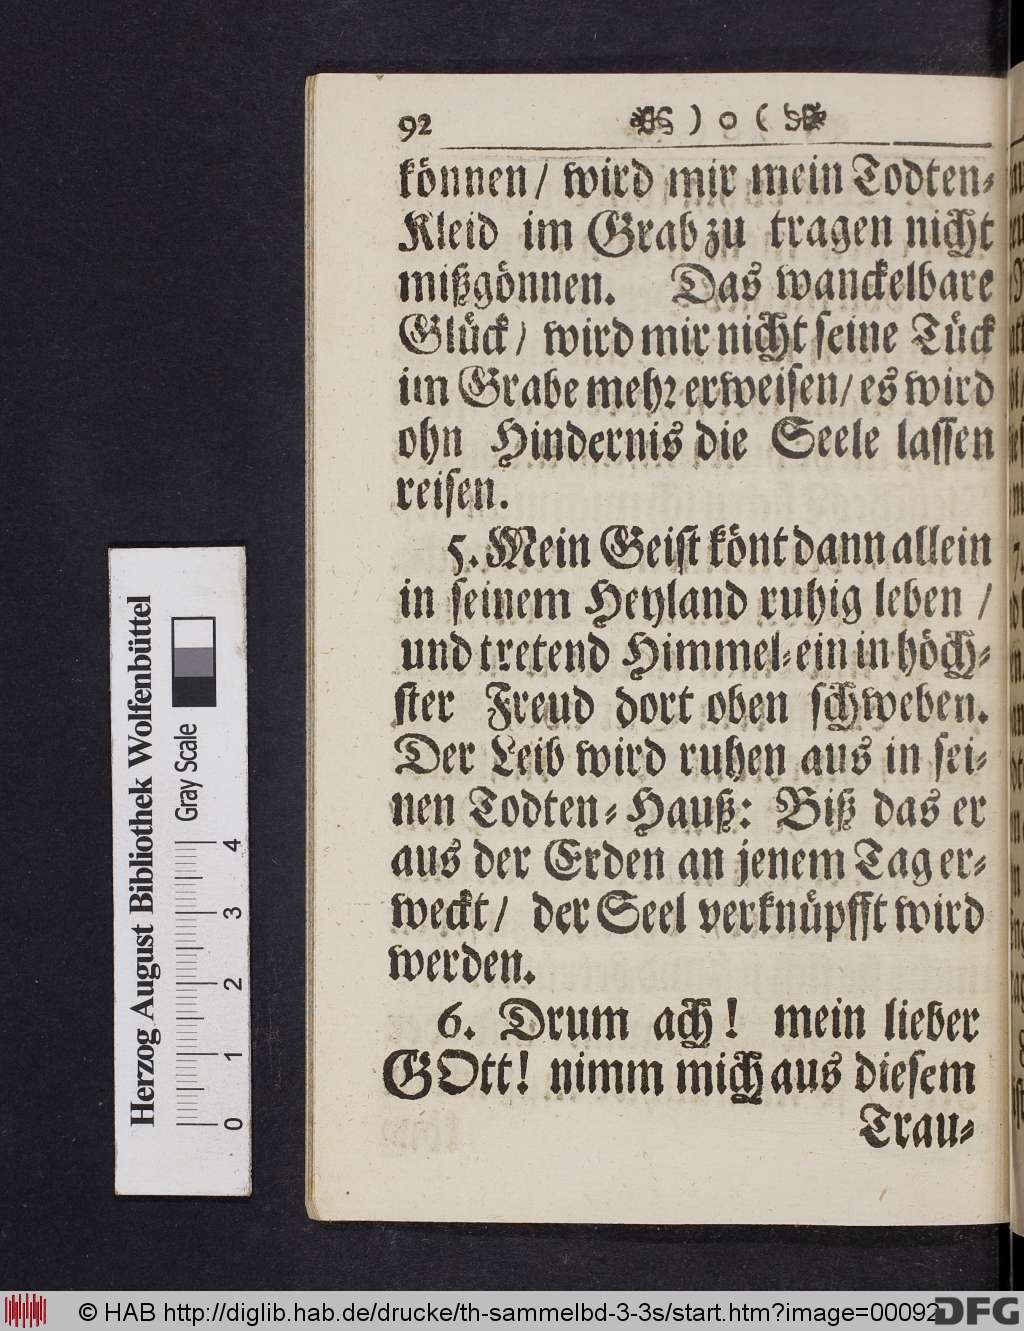 92 ) o (
können / wird mir mein Todten-
Kleid im Grab zu tragen nicht
mißgönnen. Das wanckelbare
Glück / wird mir nicht seine Tück
im Grabe mehr erweisen / es wird
ohn Hindernis die Seele lassen
reisen.
5. Mein Geist könt dann allein
in seinem Heyland ruhig leben /
und tretend Himmel-ein in höch-
ster Freud dort oben schweben.
Der Leib wird ruhen aus in sei-
nen Todten-Hauß: Biß das er
aus der Erden an jenem Tag er-
weckt / der Seel verknüpfft wird
werden.
6. Drum ach! mein lieber
GOtt! nimm mich aus diesem
Trau-
Herzog August Bibliothek Wolfenbüttel
Gray Scale
0 1 2 3 4
© HAB http://diglib.hab.de/drucke/th-sammelbd-3-3s/start.htm?image=00092
DFG